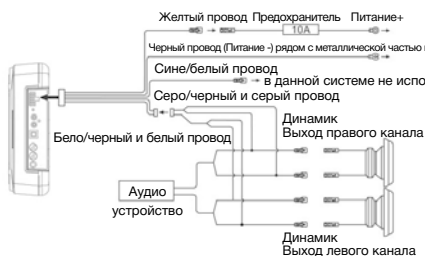 Желтый провод Предохранитель Питание+
10A
Черный провод (Питание -) рядом с металлической частью
Сине/белый провод
в данной системе не испо
Серо/черный и серый провод
Динамик
Выход правого канала
Бело/черный и белый провод
Аудио
устройство
Динамик
Выход левого канала